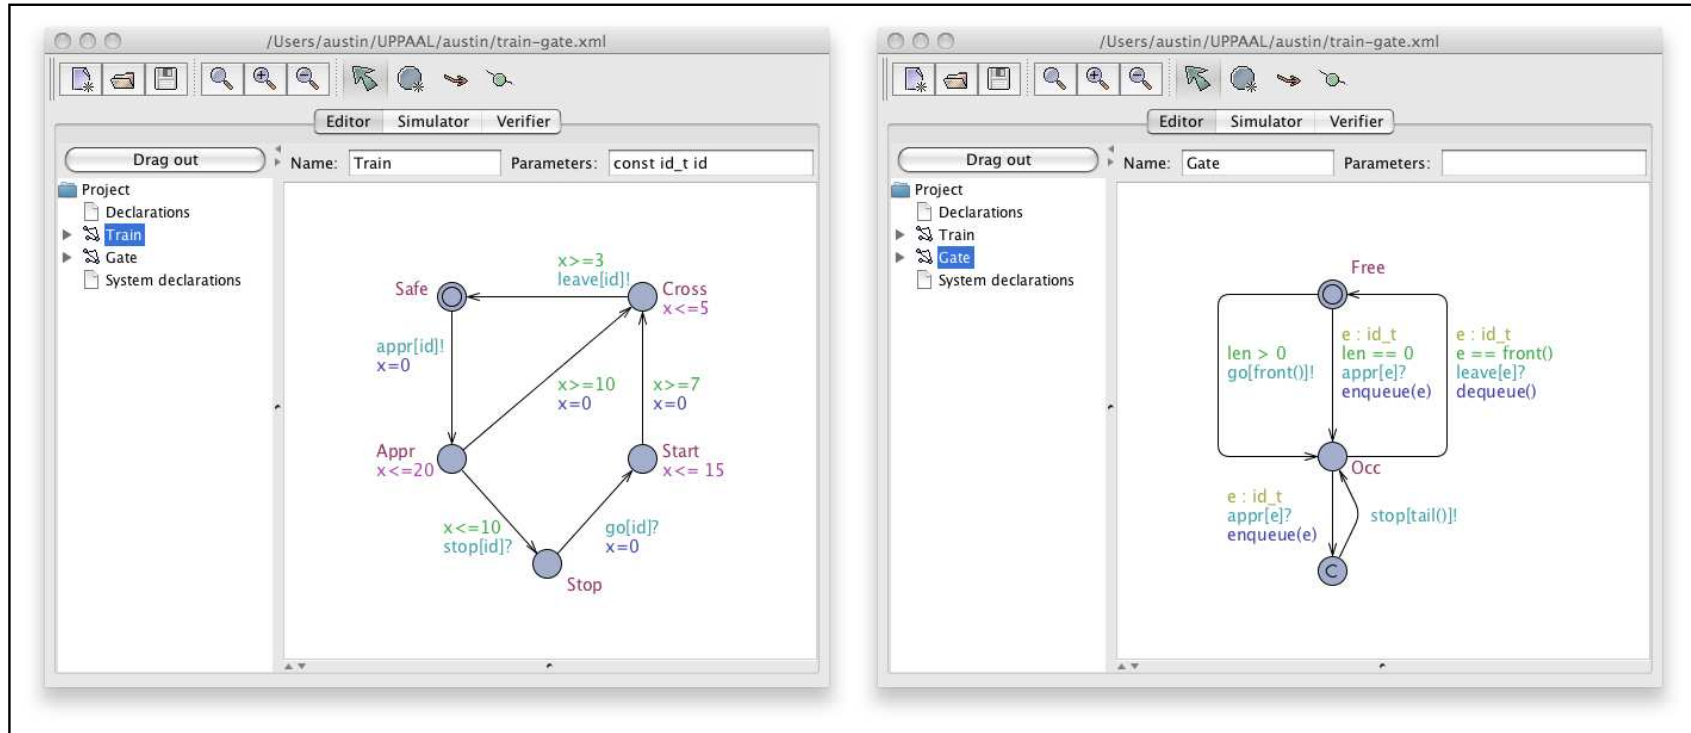 /Users/austin/UPPAAL/austin/train-gate.xml
Editor Simulator Verifier
Drag out
Name: Train Parameters: const id_t id
Project
Declarations
Train
Gate
System declarations
x>=3
leave[id]!
Safe
Cross
x<=5
appr[id]!
x=0
x>=10
x=0
x>=7
x=0
Appr
x<=20
Start
x<= 15
x<=10
stop[id]?
go[id]?
x=0
Stop
/Users/austin/UPPAAL/austin/train-gate.xml
Editor Simulator Verifier
Drag out
Name: Gate Parameters:
Project
Declarations
Train
Gate
System declarations
Free
len > 0
go[front()]!
e : id_t
len == 0
appr[e]?
enqueue(e)
e : id_t
e == front()
leave[e]?
dequeue()
Occ
e : id_t
appr[e]?
enqueue(e)
stop[tail()]!
C